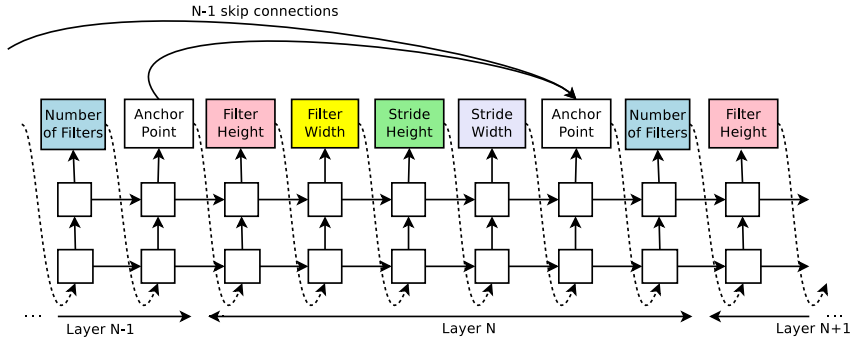 N-1 skip connections
Number
of Filters
Anchor
Point
Filter
Height
Filter
Width
Stride
Height
Stride
Width
Anchor
Point
Number
of Filters
Filter
Height
...
Layer N-1
Layer N
Layer N+1
...